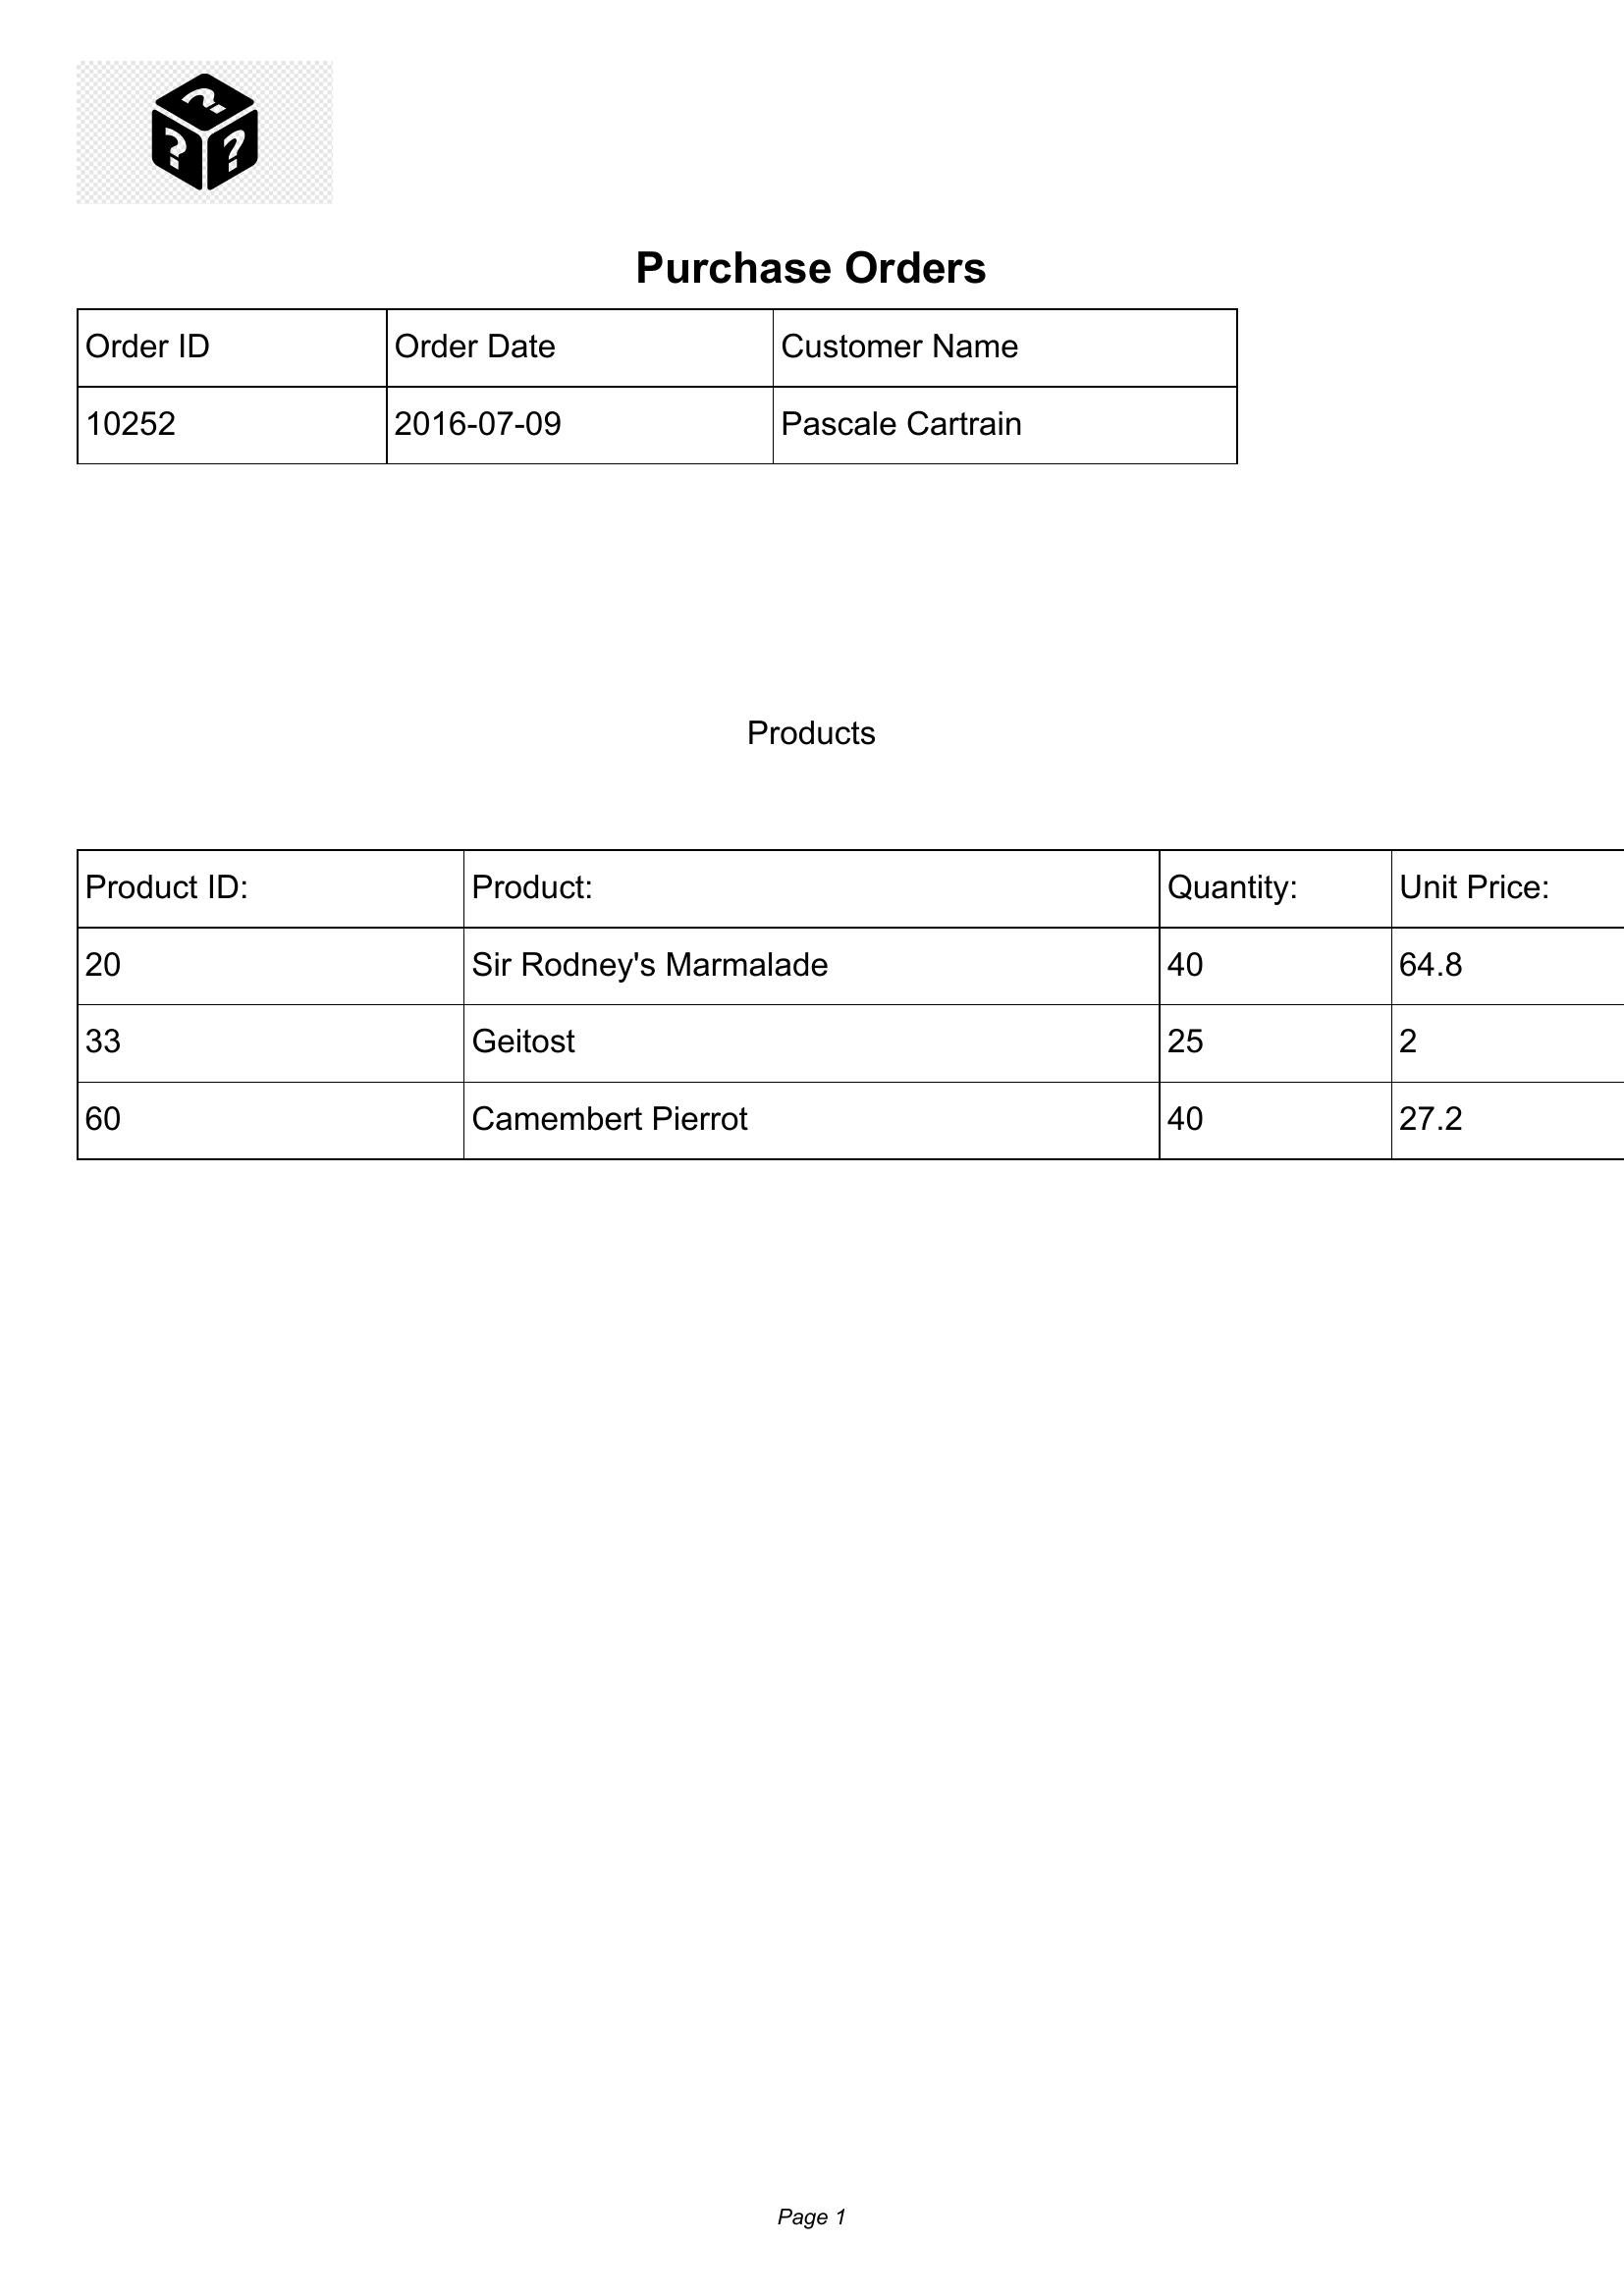 Purchase Orders
Order ID Order Date Customer Name
10252 2016-07-09 Pascale Cartrain
Products
Product ID: Product: Quantity: Unit Price:
20 Sir Rodney's Marmalade 40 64.8
33 Geitost 25 2
60 Camembert Pierrot 40 27.2
Page 1